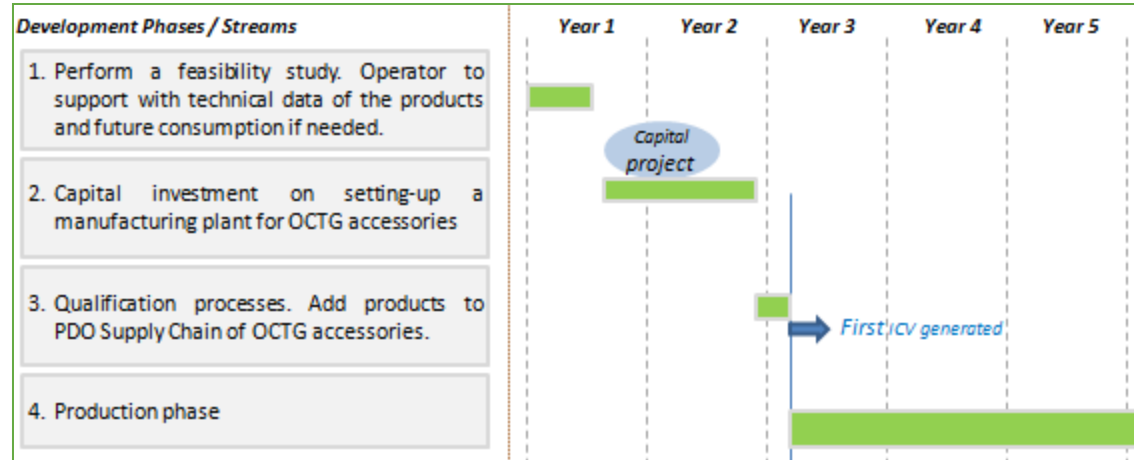 Development Phases / Streams
Year 1 Year 2 Year 3 Year 4 Year 5
1. Perform a feasibility study. Operator to
support with technical data of the products
and future consumption if needed.
Capital
project
2. Capital investment on setting-up a
manufacturing plant for OCTG accessories
3. Qualification processes. Add products to
PDO Supply Chain of OCTG accessories.
First ICV generated
4. Production phase